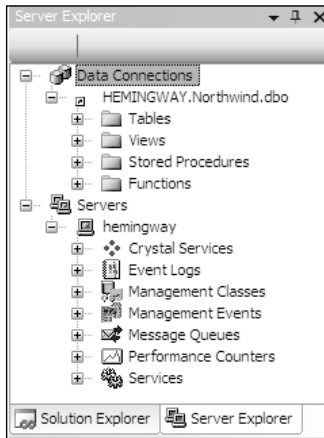 Server Explorer
Data Connections
HEMINGWAY.Northwind.dbo
Tables
Views
Stored Procedures
Functions
Servers
hemingway
Crystal Services
Event Logs
Management Classes
Management Events
Message Queues
Performance Counters
Services
Solution Explorer
Server Explorer